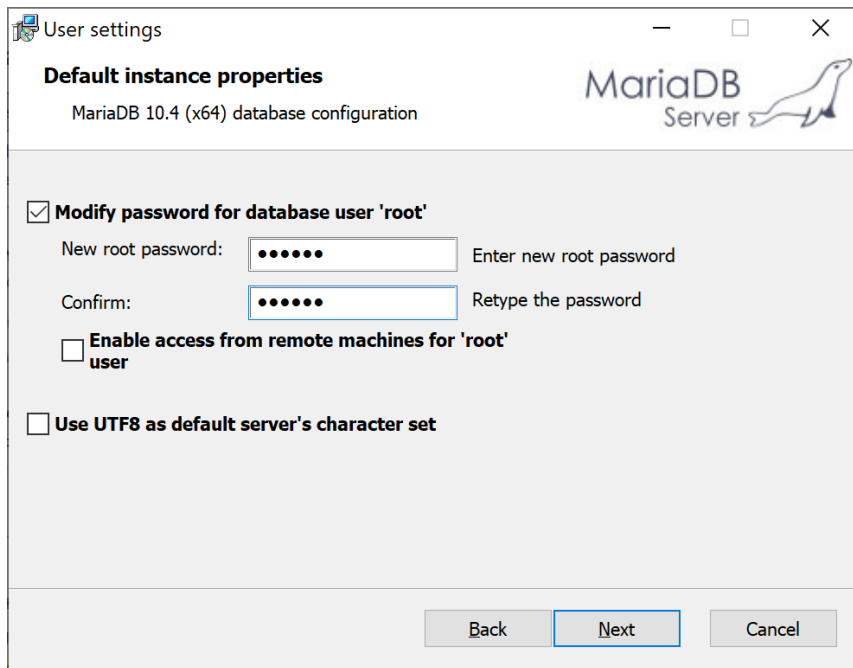 User settings
Default instance properties
MariaDB 10.4 (x64) database configuration
MariaDB
Server
Modify password for database user 'root'
New root password: ●●●●●● Enter new root password
Confirm: ●●●●●● Retype the password
Enable access from remote machines for 'root'
user
Use UTF8 as default server's character set
Back Next Cancel